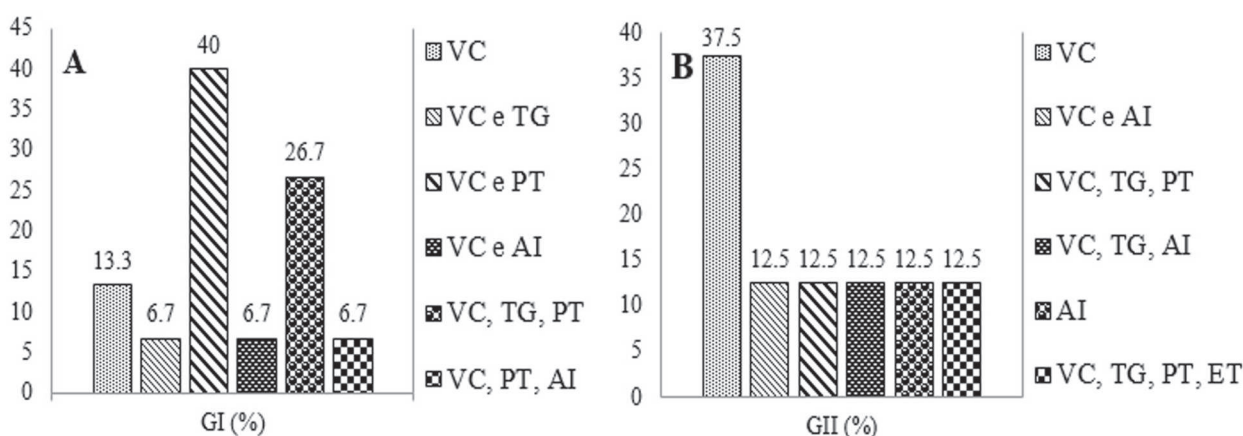 A
45
40
35
30
25
20
15
10
5
0
13.3
6.7
40
6.7
26.7
6.7
GI (%)
VC
VC e TG
VC e PT
VC e AI
VC, TG, PT
VC, PT, AI
B
40
35
30
25
20
15
10
5
0
37.5
12.5
12.5
12.5
12.5
12.5
GII (%)
VC
VC e AI
VC, TG, PT
VC, TG, AI
AI
VC, TG, PT, ET